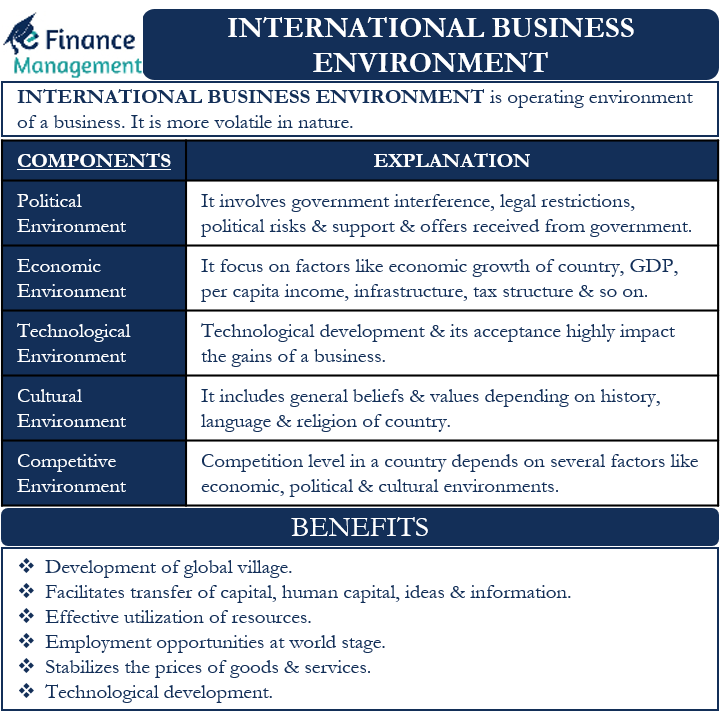 e Finance
Management
INTERNATIONAL BUSINESS
ENVIRONMENT
INTERNATIONAL BUSINESS ENVIRONMENT is operating environment
of a business. It is more volatile in nature.
COMPONENTS
EXPLANATION
Political
Environment
It involves government interference, legal restrictions,
political risks & support & offers received from government.
Economic
Environment
It focus on factors like economic growth of country, GDP,
per capita income, infrastructure, tax structure & so on.
Technological
Environment
Technological development & its acceptance highly impact
the gains of a business.
Cultural
Environment
It includes general beliefs & values depending on history,
language & religion of country.
Competitive
Environment
Competition level in a country depends on several factors like
economic, political & cultural environments.
BENEFITS
❖ Development of global village.
❖ Facilitates transfer of capital, human capital, ideas & information.
❖ Effective utilization of resources.
❖ Employment opportunities at world stage.
❖ Stabilizes the prices of goods & services.
❖ Technological development.